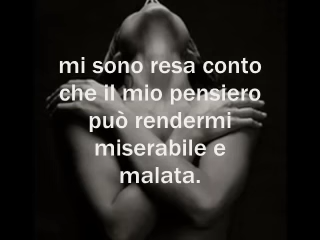 mi sono resa conto
che il mio pensiero
può rendermi
miserabile e
malata.